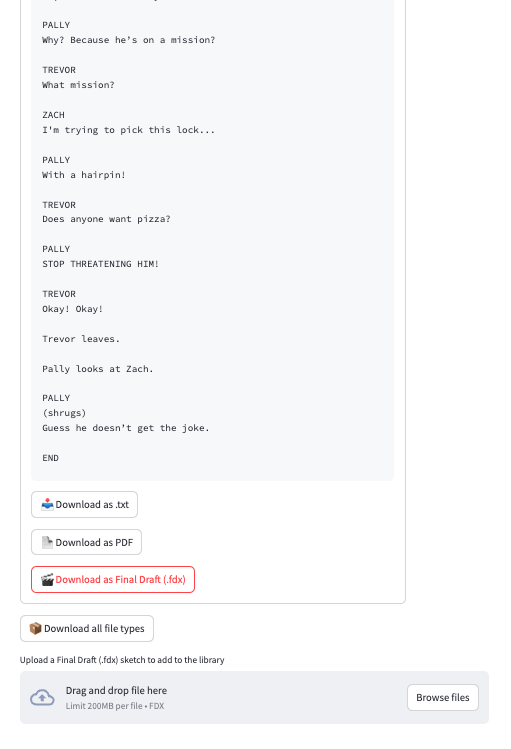 PALLY
Why? Because he’s on a mission?
TREVOR
What mission?
ZACH
I'm trying to pick this lock...
PALLY
With a hairpin!
TREVOR
Does anyone want pizza?
PALLY
STOP THREATENING HIM!
TREVOR
Okay! Okay!
Trevor leaves.
Pally looks at Zach.
PALLY
(shrugs)
Guess he doesn’t get the joke.
END
Download as .txt
Download as PDF
Download as Final Draft (.fdx)
Download all file types
Upload a Final Draft (.fdx) sketch to add to the library
Drag and drop file here
Limit 200MB per file • FDX
Browse files